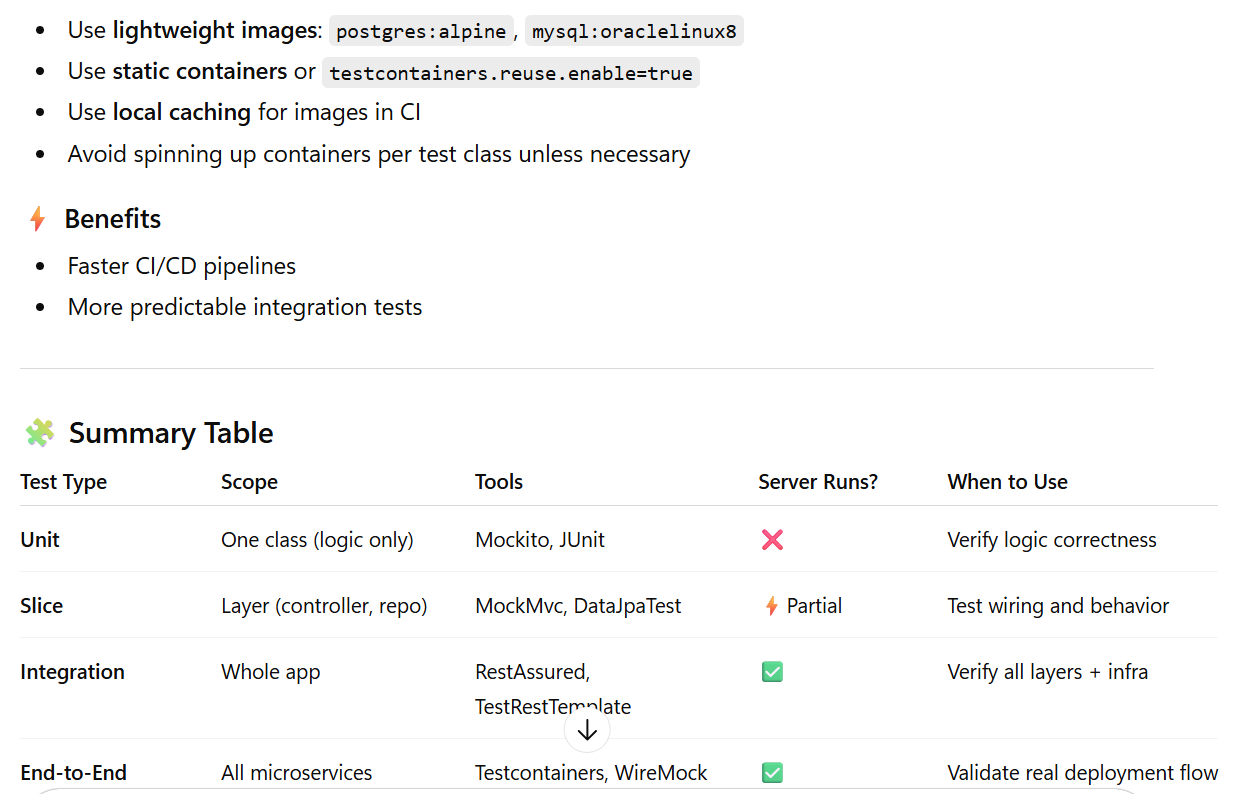 Use lightweight images: postgres:alpine, mysql:oraclelinux8
Use static containers or testcontainers.reuse.enable=true
Use local caching for images in CI
Avoid spinning up containers per test class unless necessary
Benefits
Faster CI/CD pipelines
More predictable integration tests
Summary Table
Test Type Scope Tools Server Runs? When to Use
Unit One class (logic only) Mockito, JUnit ❌ Verify logic correctness
Slice Layer (controller, repo) MockMvc, DataJpaTest ⚡ Partial Test wiring and behavior
Integration Whole app RestAssured, ✅ Verify all layers + infra
TestRestTemplate
End-to-End All microservices Testcontainers, WireMock ✅ Validate real deployment flow